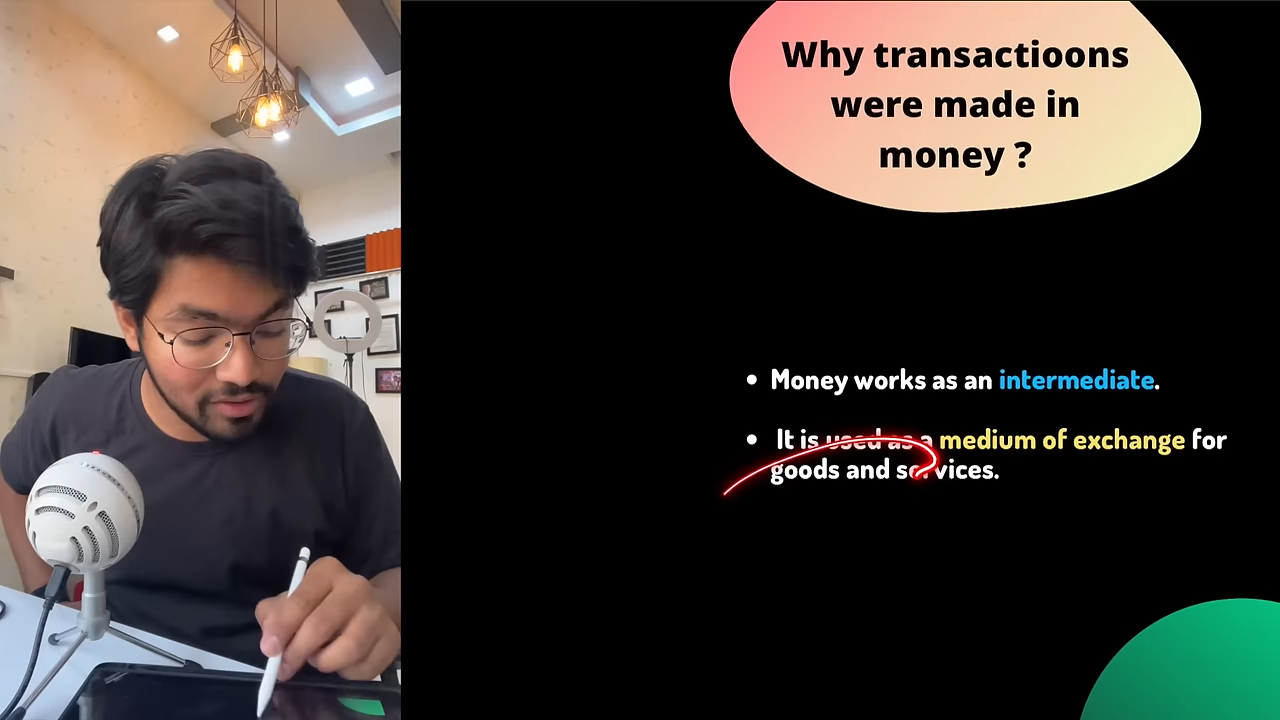 Why transactioons
were made in
money ?
Money works as an intermediate.
It is used as a medium of exchange for
goods and services.